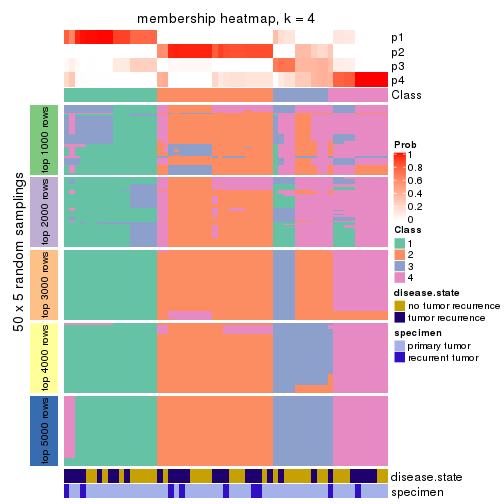 membership heatmap, k = 4
p1
p2
p3
p4
Class
50 x 5 random samplings
top 1000 rows
top 2000 rows
top 3000 rows
top 4000 rows
top 5000 rows
Prob
1
0.8
0.6
0.4
0.2
0
Class
1
2
3
4
disease.state
no tumor recurrence
tumor recurrence
specimen
primary tumor
recurrent tumor
disease.state
specimen